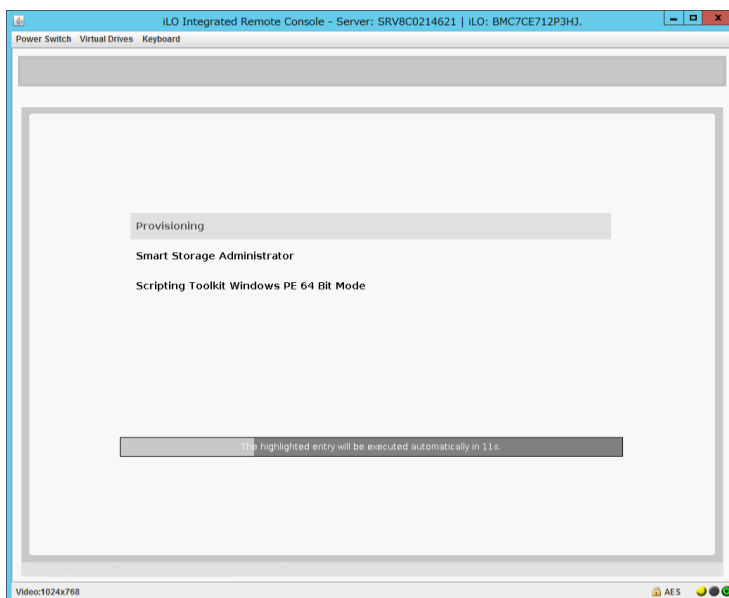 iLO Integrated Remote Console - Server: SRV8C0214621 | iLO: BMC7CE712P3HJ.
Power Switch Virtual Drives Keyboard
Provisioning
Smart Storage Administrator
Scripting Toolkit Windows PE 64 Bit Mode
The highlighted entry will be executed automatically in 11s.
Video:1024x768 AES